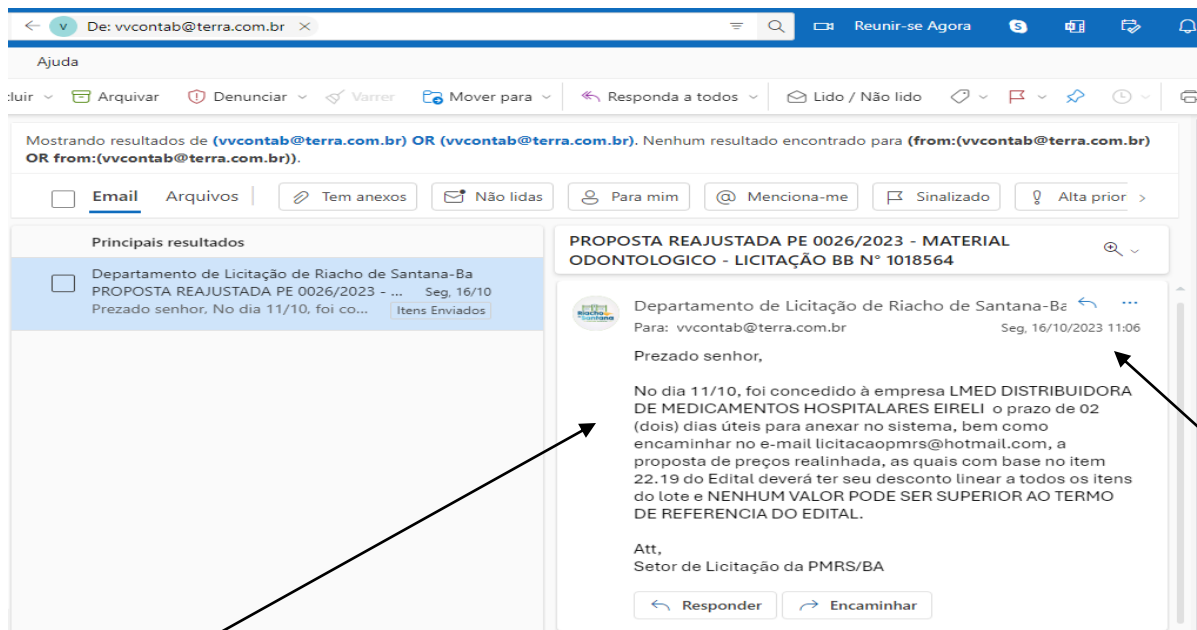 V De: vvcontab@terra.com.br
Reunir-se Agora
Ajuda
Arquivar Denunciar Varrer Mover para Responda a todos Lido / Não lido
Mostrando resultados de (vvcontab@terra.com.br) OR (vvcontab@terra.com.br). Nenhum resultado encontrado para (from:(vvcontab@terra.com.br)
OR from:(vvcontab@terra.com.br)).
Email Arquivos Tem anexos Não lidas Para mim @ Menciona-me Sinalizado Alta prior
Principais resultados
Departamento de Licitação de Riacho de Santana-Ba
PROPOSTA REAJUSTADA PE 0026/2023 - ... Seg, 16/10
Prezado senhor, No dia 11/10, foi co... Itens Enviados
PROPOSTA REAJUSTADA PE 0026/2023 - MATERIAL
ODONTOLOGICO - LICITAÇÃO BB N° 1018564
Riacho de Santana
Departamento de Licitação de Riacho de Santana-Ba
Para: vvcontab@terra.com.br Seg, 16/10/2023 11:06
Prezado senhor,
No dia 11/10, foi concedido à empresa LMED DISTRIBUIDORA
DE MEDICAMENTOS HOSPITALARES EIRELI o prazo de 02
(dois) dias úteis para anexar no sistema, bem como
encaminhar no e-mail licitacaopmrs@hotmail.com, a
proposta de preços realinhada, as quais com base no item
22.19 do Edital deverá ter seu desconto linear a todos os itens
do lote e NENHUM VALOR PODE SER SUPERIOR AO TERMO
DE REFERENCIA DO EDITAL.
Att,
Setor de Licitação da PMRS/BA
Responder Encaminhar